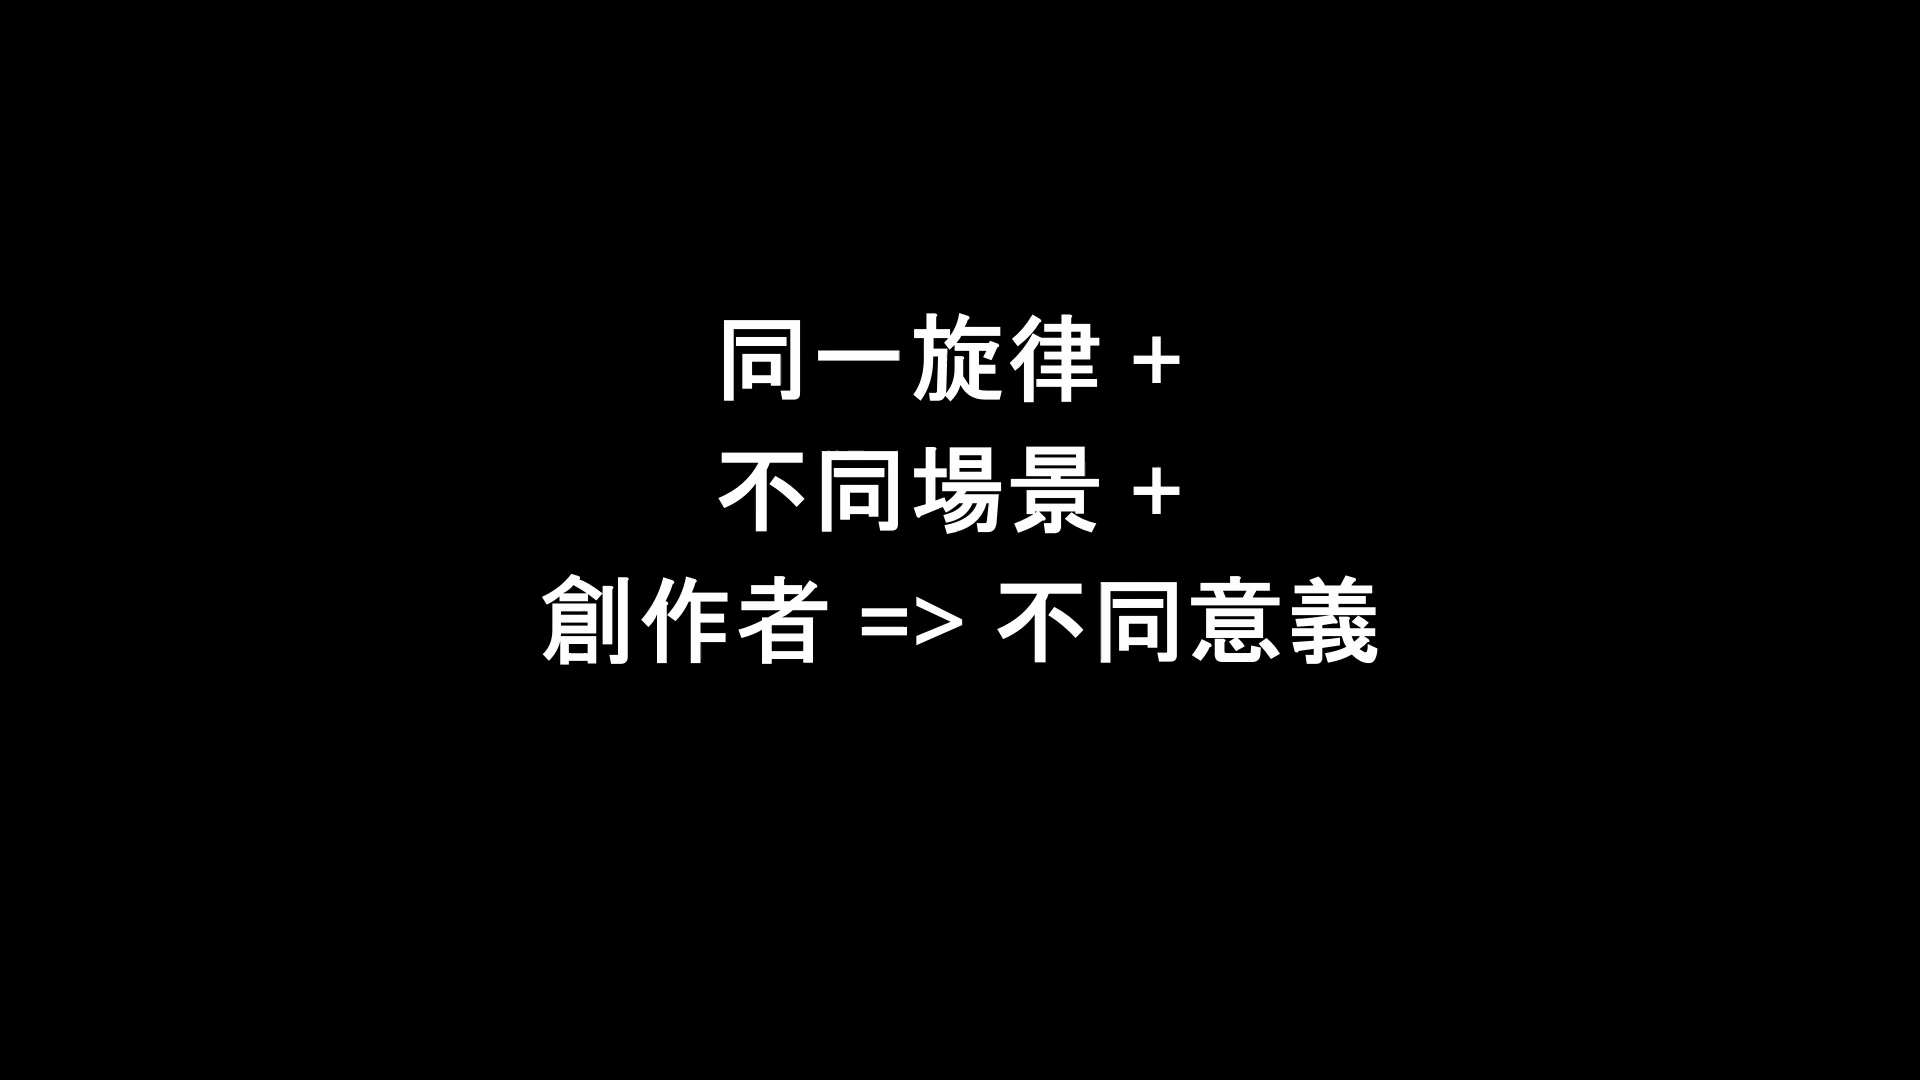 同一旋律 +
不同場景 +
創作者 => 不同意義